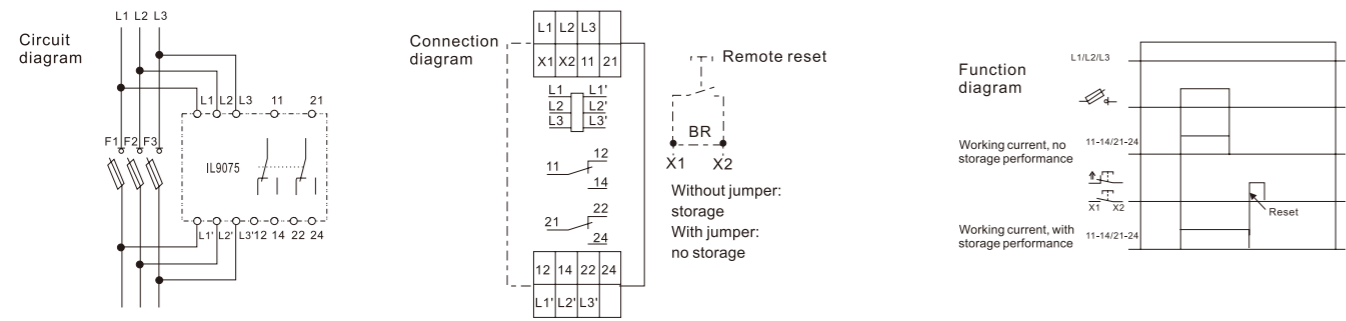 Circuit
diagram
L1 L2 L3
L1 L2 L3 11 21
F1 F2 F3
IL9075
L1' L2' L3' 12 14 22 24
Connection
diagram
L1 L2 L3
X1 X2 11 21
L1 L1'
L2 L2'
L3 L3'
11 12
14
21 22
24
12 14 22 24
L1' L2' L3'
Remote reset
BR
X1 X2
Without jumper:
storage
With jumper:
no storage
Function
diagram
L1/L2/L3
Working current, no
storage performance
11-14/21-24
X1 X2
Reset
Working current, with
storage performance
11-14/21-24